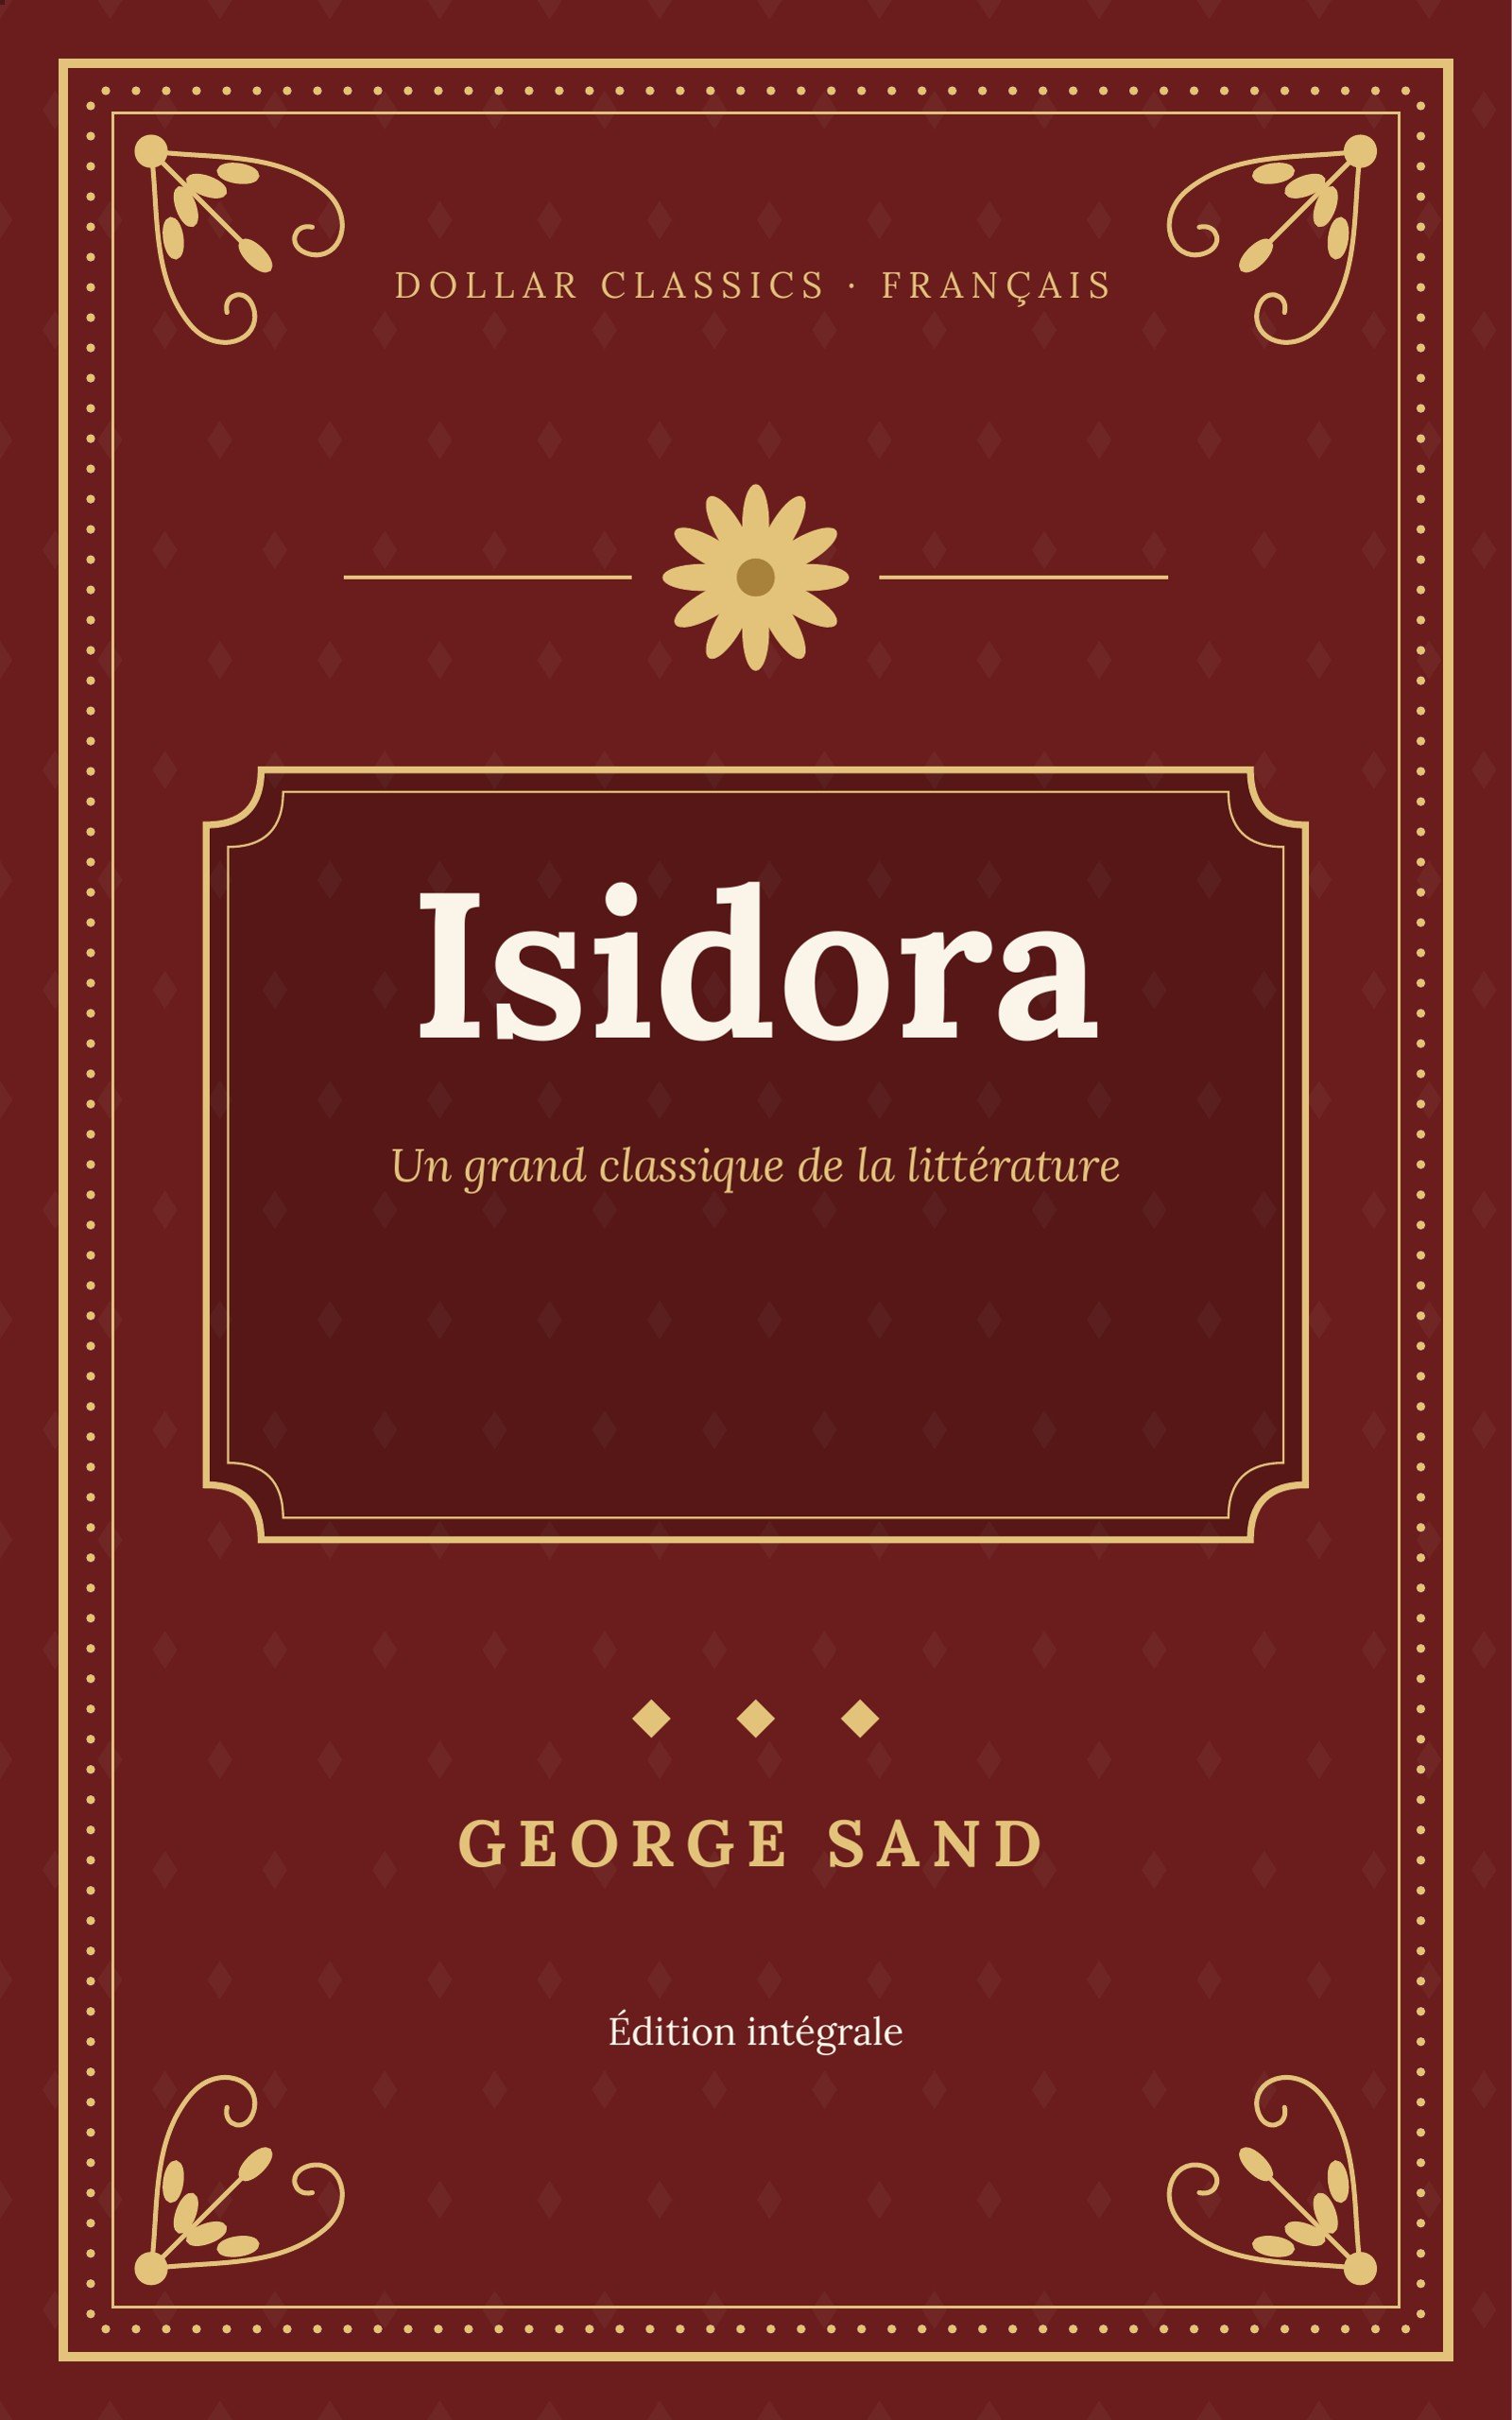 DOLLAR CLASSICS · FRANÇAIS
Isidora
Un grand classique de la littérature
GEORGE SAND
Édition intégrale